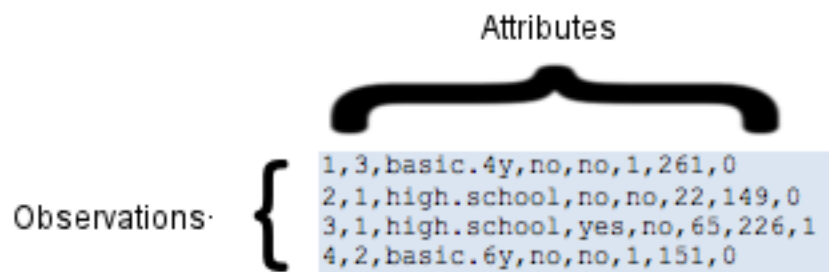 Attributes
1,3,basic.4y,no,no,1,261,0
2,1,high.school,no,no,22,149,0
Observations
3,1,high.school,yes,no,65,226,1
4,2,basic.6y,no,no,1,151,0